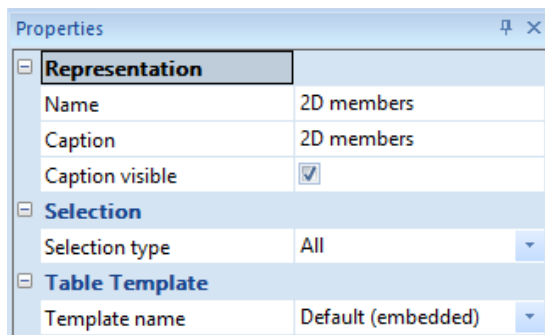 Properties
Representation
Name 2D members
Caption 2D members
Caption visible
Selection
Selection type All
Table Template
Template name Default (embedded)